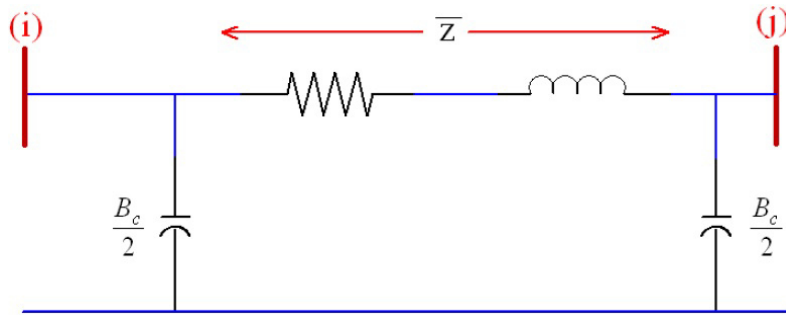 (i)
Z̅
(j)
B_c/2
B_c/2